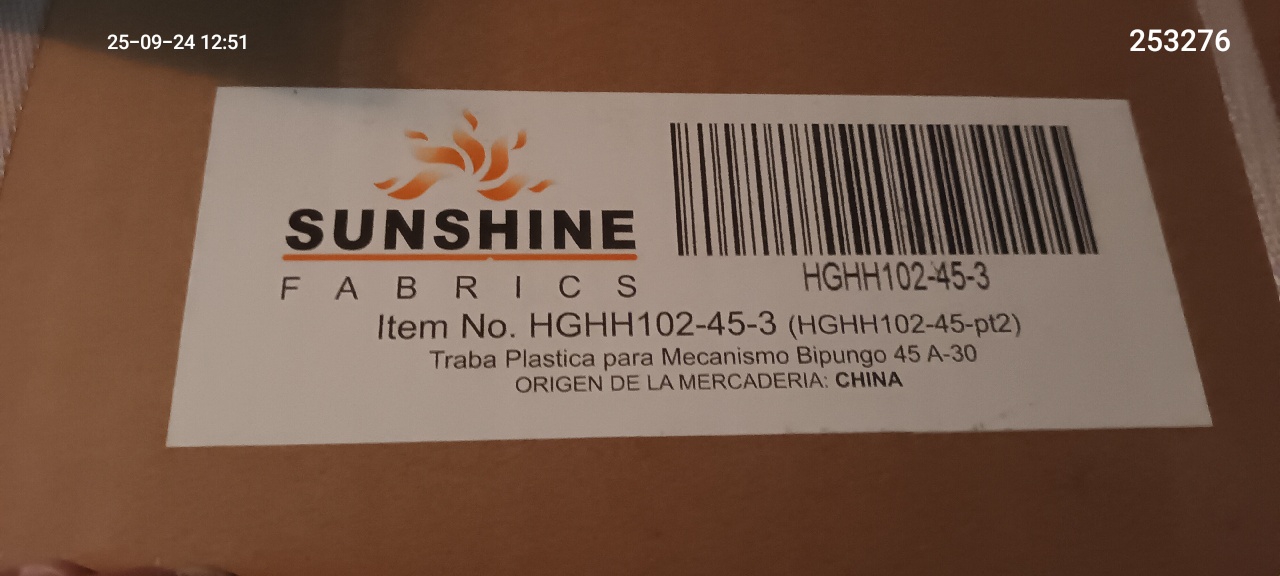 25-09-24 12:51
253276
SUNSHINE
FABRICS
HGHH102-45-3
Item No. HGHH102-45-3 (HGHH102-45-pt2)
Traba Plastica para Mecanismo Bipungo 45 A-30
ORIGEN DE LA MERCADERIA: CHINA